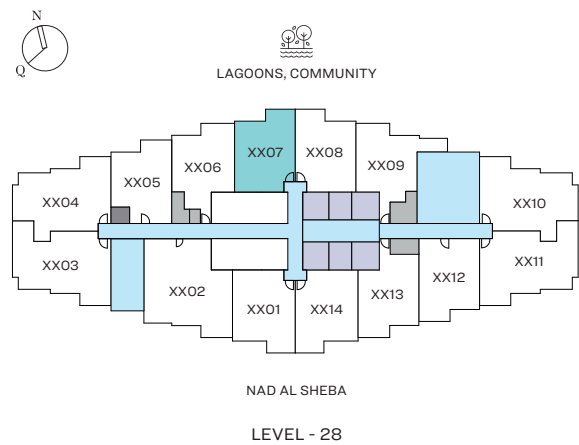 N
Q
LAGOONS, COMMUNITY
XX07
XX08
XX06
XX09
XX05
XX04
XX10
XX03
XX11
XX02
XX12
XX13
XX01
XX14
NAD AL SHEBA
LEVEL - 28